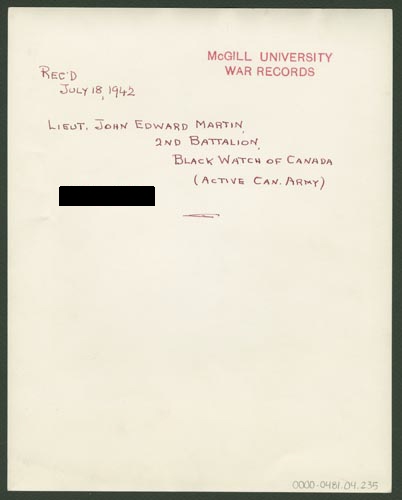 McGILL UNIVERSITY
WAR RECORDS
REC'D
JULY 18, 1942
LIEUT. JOHN EDWARD MARTIN,
2ND BATTALION,
BLACK WATCH OF CANADA
(ACTIVE CAN. ARMY)
0000-0481.04.235